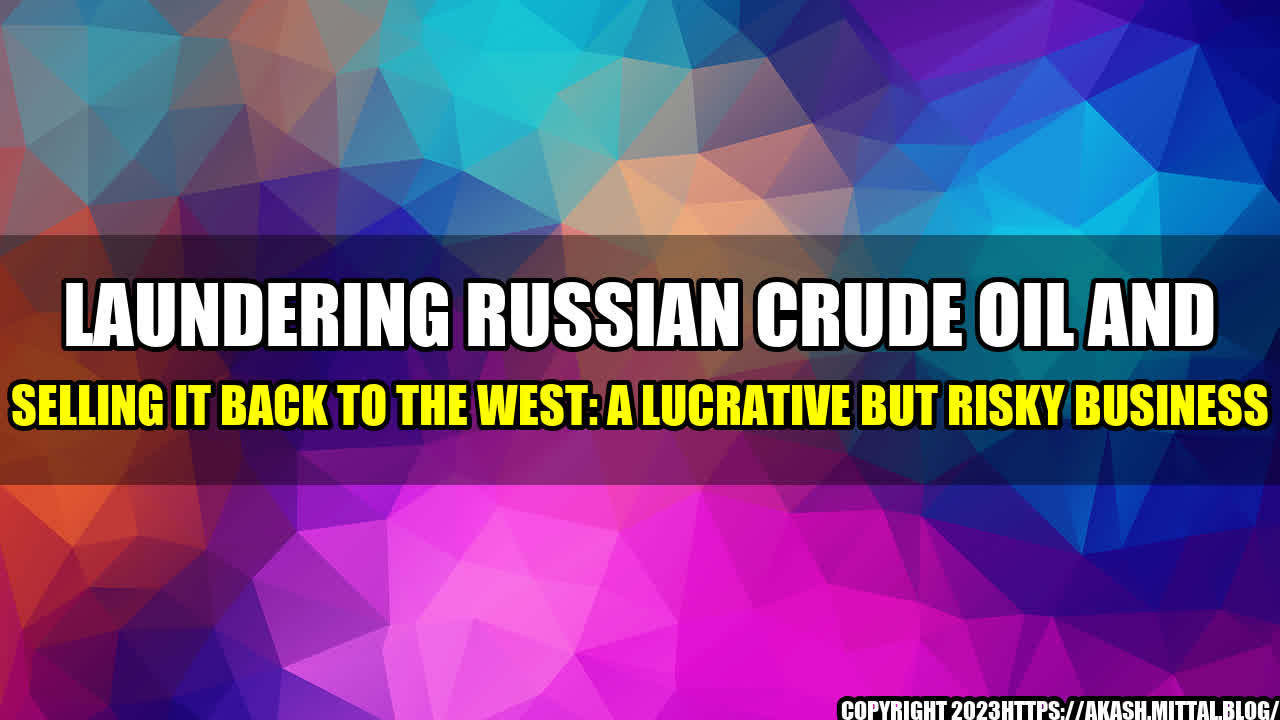 LAUNDERING RUSSIAN CRUDE OIL AND
SELLING IT BACK TO THE WEST: A LUCRATIVE BUT RISKY BUSINESS
COPYRIGHT 2023HTTPS://AKASH.MITTAL.BLOG/